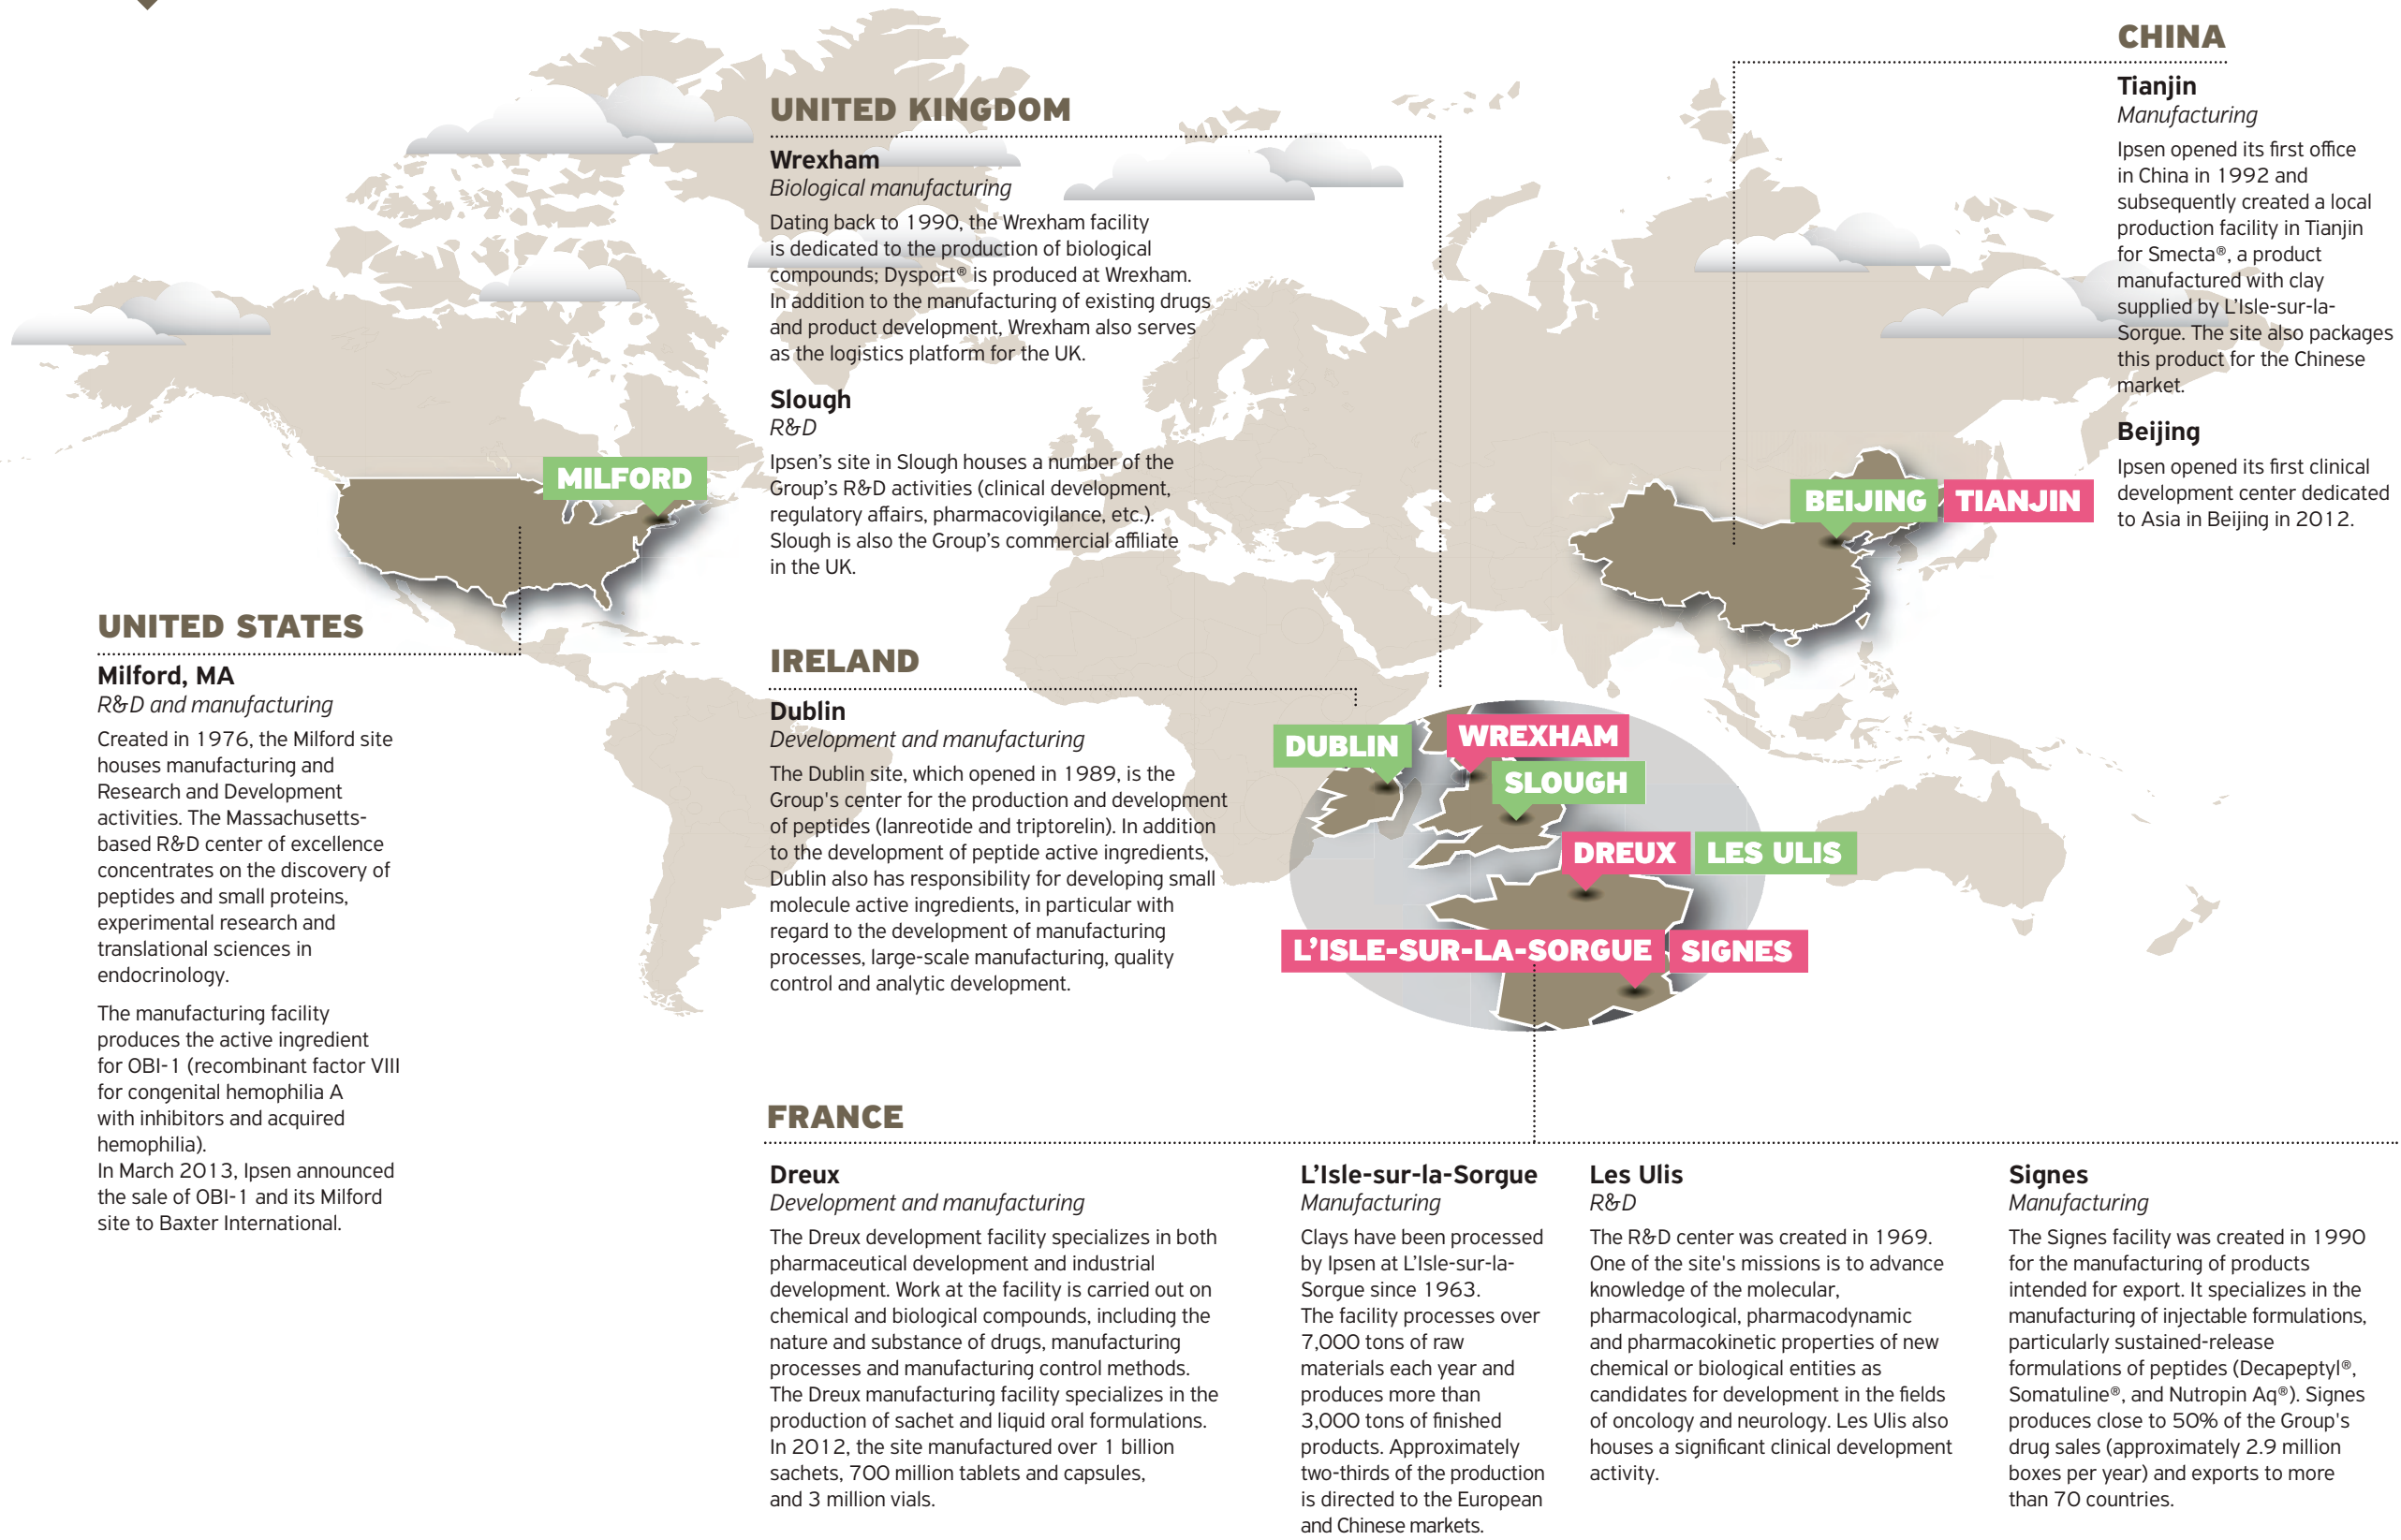 CHINA
Tianjin
Manufacturing
Ipsen opened its first office
in China in 1992 and
subsequently created a local
production facility in Tianjin
for Smecta®, a product
manufactured with clay
supplied by L’Isle-sur-la-
Sorgue. The site also packages
this product for the Chinese
market.
Beijing
Ipsen opened its first clinical
development center dedicated
to Asia in Beijing in 2012.
UNITED KINGDOM
Wrexham
Biological manufacturing
Dating back to 1990, the Wrexham facility
is dedicated to the production of biological
compounds; Dysport® is produced at Wrexham.
In addition to the manufacturing of existing drugs
and product development, Wrexham also serves
as the logistics platform for the UK.
Slough
R&D
Ipsen’s site in Slough houses a number of the
Group’s R&D activities (clinical development,
regulatory affairs, pharmacovigilance, etc.).
Slough is also the Group’s commercial affiliate
in the UK.
MILFORD
BEIJING
TIANJIN
UNITED STATES
Milford, MA
R&D and manufacturing
Created in 1976, the Milford site
houses manufacturing and
Research and Development
activities. The Massachusetts-
based R&D center of excellence
concentrates on the discovery of
peptides and small proteins,
experimental research and
translational sciences in
endocrinology.
The manufacturing facility
produces the active ingredient
for OBI-1 (recombinant factor VIII
for congenital hemophilia A
with inhibitors and acquired
hemophilia).
In March 2013, Ipsen announced
the sale of OBI-1 and its Milford
site to Baxter International.
IRELAND
Dublin
Development and manufacturing
The Dublin site, which opened in 1989, is the
Group's center for the production and development
of peptides (lanreotide and triptorelin). In addition
to the development of peptide active ingredients,
Dublin also has responsibility for developing small
molecule active ingredients, in particular with
regard to the development of manufacturing
processes, large-scale manufacturing, quality
control and analytic development.
DUBLIN
WREXHAM
SLOUGH
DREUX
LES ULIS
L’ISLE-SUR-LA-SORGUE
SIGNES
FRANCE
Dreux
Development and manufacturing
The Dreux development facility specializes in both
pharmaceutical development and industrial
development. Work at the facility is carried out on
chemical and biological compounds, including the
nature and substance of drugs, manufacturing
processes and manufacturing control methods.
The Dreux manufacturing facility specializes in the
production of sachet and liquid oral formulations.
In 2012, the site manufactured over 1 billion
sachets, 700 million tablets and capsules,
and 3 million vials.
L’Isle-sur-la-Sorgue
Manufacturing
Clays have been processed
by Ipsen at L’Isle-sur-la-
Sorgue since 1963.
The facility processes over
7,000 tons of raw
materials each year and
produces more than
3,000 tons of finished
products. Approximately
two-thirds of the production
is directed to the European
and Chinese markets.
Les Ulis
R&D
The R&D center was created in 1969.
One of the site's missions is to advance
knowledge of the molecular,
pharmacological, pharmacodynamic
and pharmacokinetic properties of new
chemical or biological entities as
candidates for development in the fields
of oncology and neurology. Les Ulis also
houses a significant clinical development
activity.
Signes
Manufacturing
The Signes facility was created in 1990
for the manufacturing of products
intended for export. It specializes in the
manufacturing of injectable formulations,
particularly sustained-release
formulations of peptides (Decapeptyl®,
Somatuline®, and Nutropin Aq®). Signes
produces close to 50% of the Group's
drug sales (approximately 2.9 million
boxes per year) and exports to more
than 70 countries.